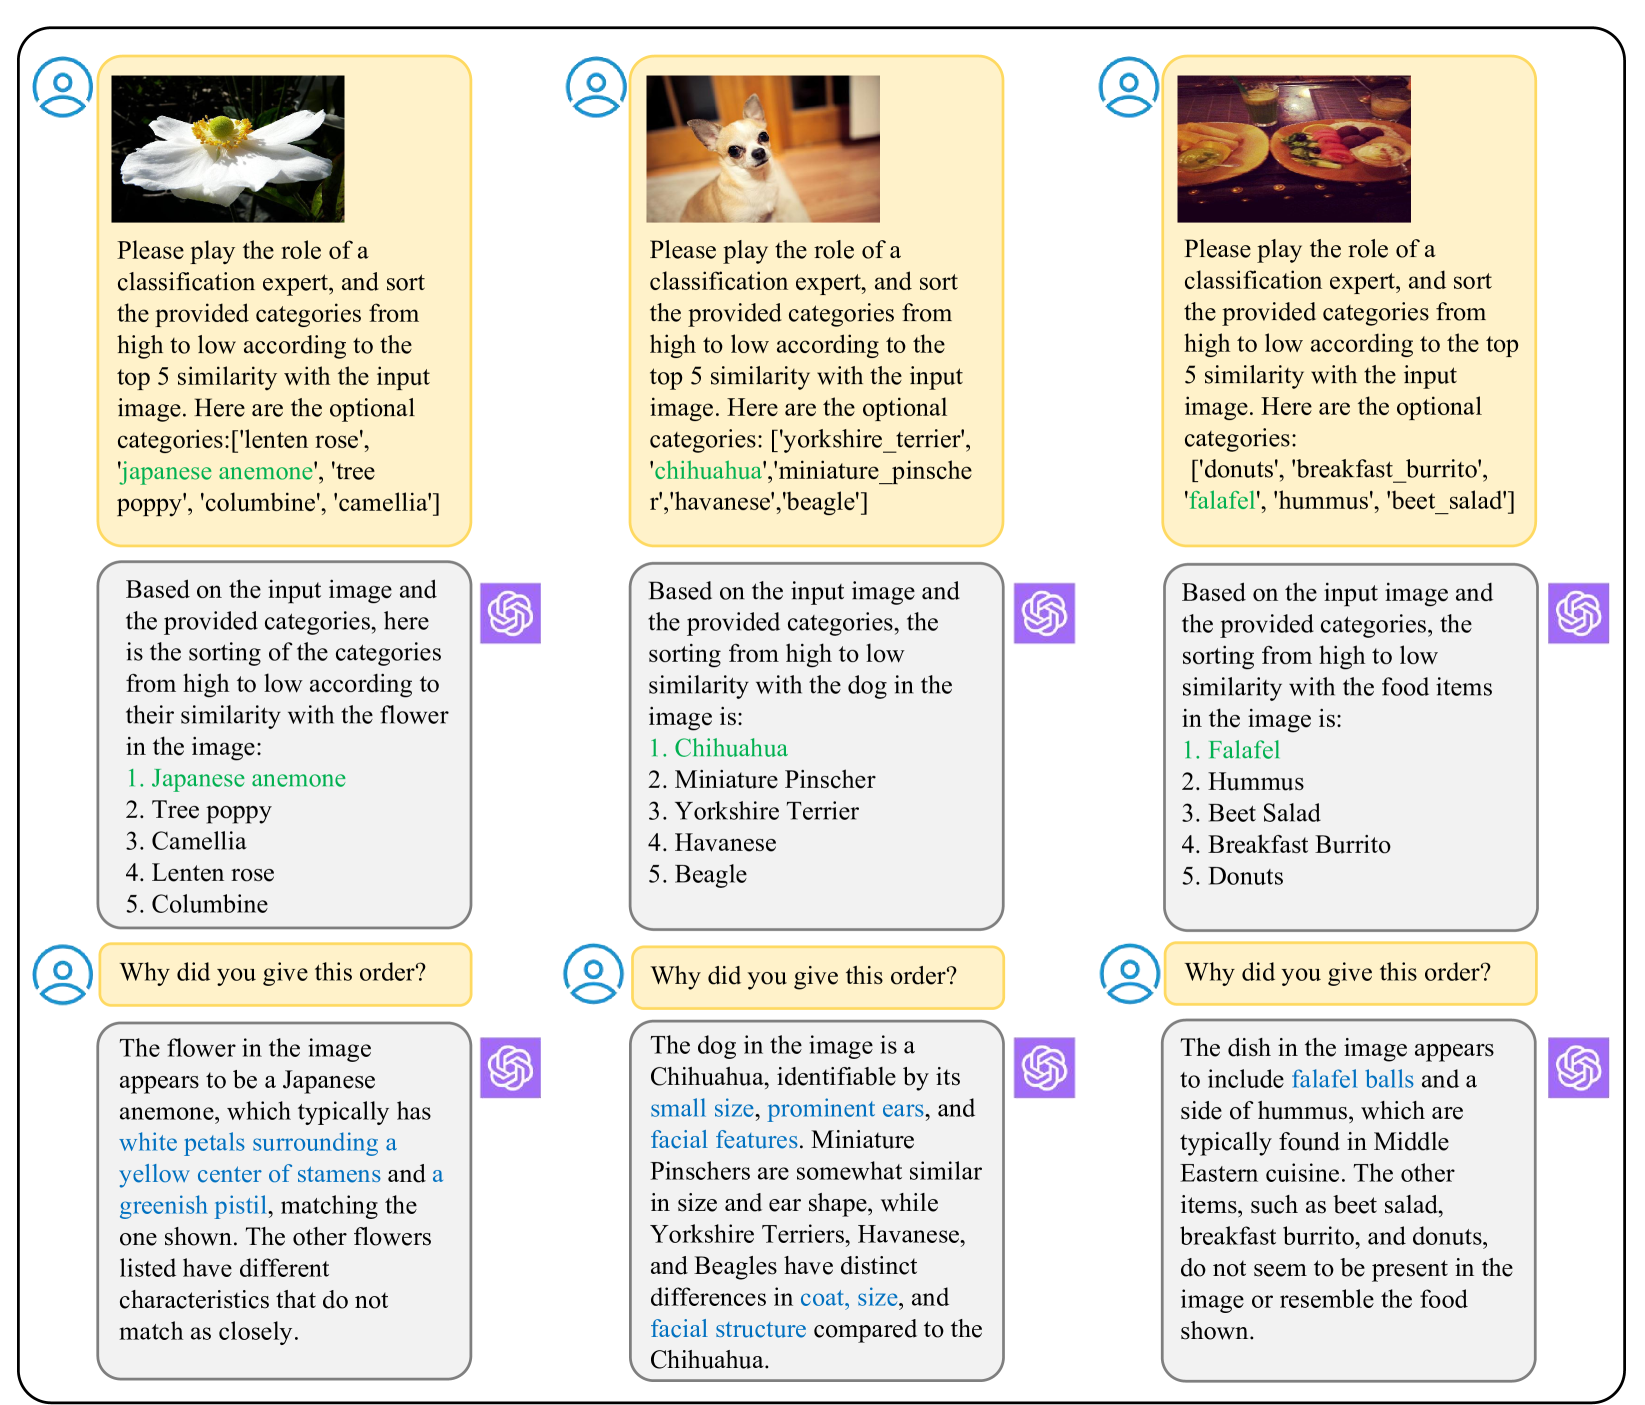 Please play the role of a
classification expert, and sort
the provided categories from
high to low according to the
top 5 similarity with the input
image. Here are the optional
categories:['lenten rose',
'japanese anemone', 'tree
poppy', 'columbine', 'camellia']
Based on the input image and
the provided categories, here
is the sorting of the categories
from high to low according to
their similarity with the flower
in the image:
1. Japanese anemone
2. Tree poppy
3. Camellia
4. Lenten rose
5. Columbine
Why did you give this order?
The flower in the image
appears to be a Japanese
anemone, which typically has
white petals surrounding a
yellow center of stamens and a
greenish pistil, matching the
one shown. The other flowers
listed have different
characteristics that do not
match as closely.
Please play the role of a
classification expert, and sort
the provided categories from
high to low according to the
top 5 similarity with the input
image. Here are the optional
categories: ['yorkshire_terrier',
'chihuahua','miniature_pinsche
r','havanese','beagle']
Based on the input image and
the provided categories, the
sorting from high to low
similarity with the dog in the
image is:
1. Chihuahua
2. Miniature Pinscher
3. Yorkshire Terrier
4. Havanese
5. Beagle
Why did you give this order?
The dog in the image is a
Chihuahua, identifiable by its
small size, prominent ears, and
facial features. Miniature
Pinschers are somewhat similar
in size and ear shape, while
Yorkshire Terriers, Havanese,
and Beagles have distinct
differences in coat, size, and
facial structure compared to the
Chihuahua.
Please play the role of a
classification expert, and sort
the provided categories from
high to low according to the top
5 similarity with the input
image. Here are the optional
categories:
['donuts', 'breakfast_burrito',
'falafel', 'hummus', 'beet_salad']
Based on the input image and
the provided categories, the
sorting from high to low
similarity with the food items
in the image is:
1. Falafel
2. Hummus
3. Beet Salad
4. Breakfast Burrito
5. Donuts
Why did you give this order?
The dish in the image appears
to include falafel balls and a
side of hummus, which are
typically found in Middle
Eastern cuisine. The other
items, such as beet salad,
breakfast burrito, and donuts,
do not seem to be present in the
image or resemble the food
shown.